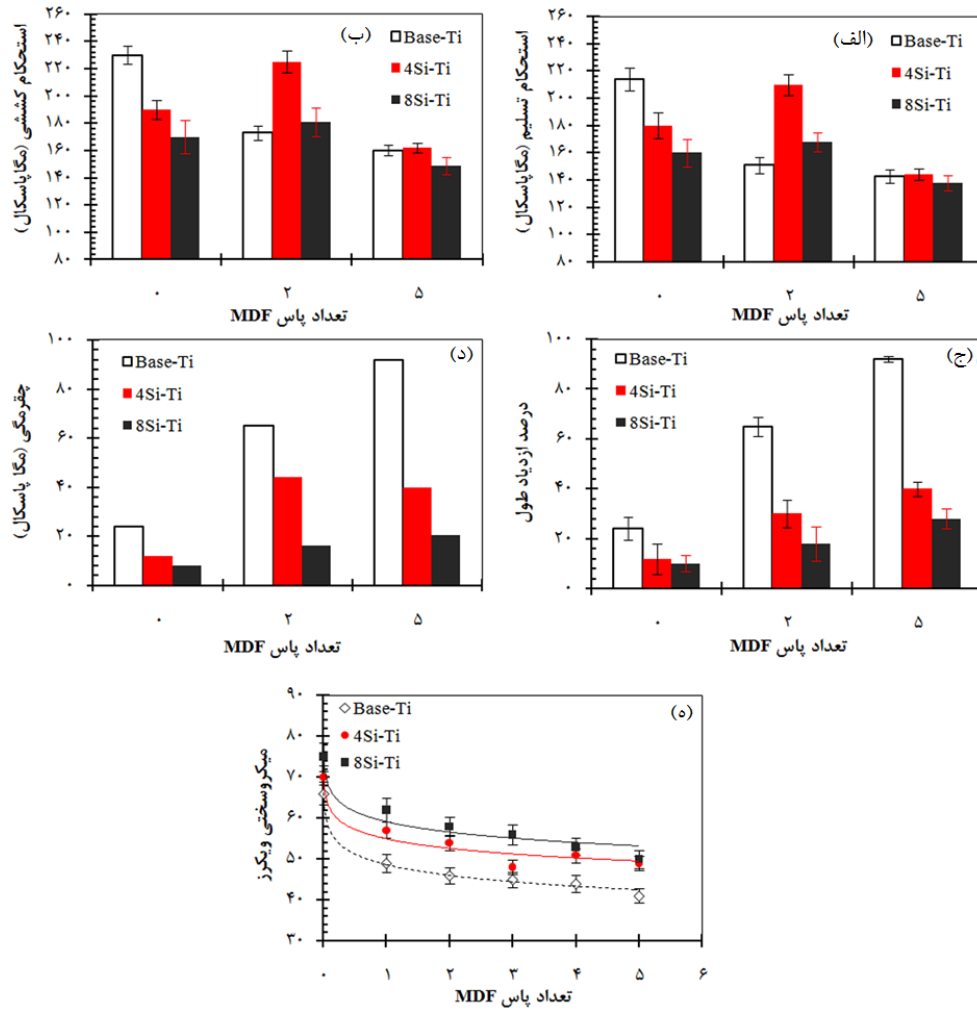 (الف)
استحکام تسلیم (مگاپاسکال)
۲۶۰
۲۴۰
۲۲۰
۲۰۰
۱۸۰
۱۶۰
۱۴۰
۱۲۰
۱۰۰
۸۰
Base-Ti
4Si-Ti
8Si-Ti
۰ ۲ ۵
تعداد پاس MDF
(ب)
استحکام کششی (مگاپاسکال)
۲۶۰
۲۴۰
۲۲۰
۲۰۰
۱۸۰
۱۶۰
۱۴۰
۱۲۰
۱۰۰
۸۰
Base-Ti
4Si-Ti
8Si-Ti
۰ ۲ ۵
تعداد پاس MDF
(ج)
درصد ازدیاد طول
۱۰۰
۸۰
۶۰
۴۰
۲۰
۰
Base-Ti
4Si-Ti
8Si-Ti
۰ ۲ ۵
تعداد پاس MDF
(د)
چقرمگی (مگا پاسکال)
۱۰۰
۸۰
۶۰
۴۰
۲۰
۰
Base-Ti
4Si-Ti
8Si-Ti
۰ ۲ ۵
تعداد پاس MDF
(ه)
میکروسختی ویکرز
۹۰
۸۰
۷۰
۶۰
۵۰
۴۰
۳۰
Base-Ti
4Si-Ti
8Si-Ti
۰ ۱ ۲ ۳ ۴ ۵ ۶
تعداد پاس MDF